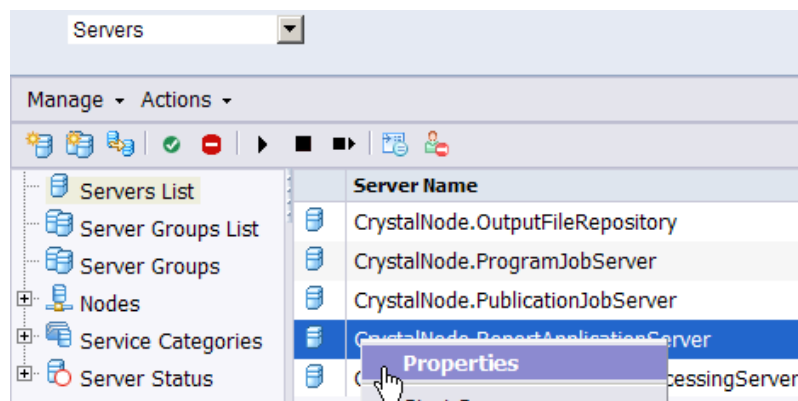 Servers
Manage Actions
Servers List
Server Groups List
Server Groups
Nodes
Service Categories
Server Status
Server Name
CrystalNode.OutputFileRepository
CrystalNode.ProgramJobServer
CrystalNode.PublicationJobServer
CrystalNode.ReportApplicationServer
Properties